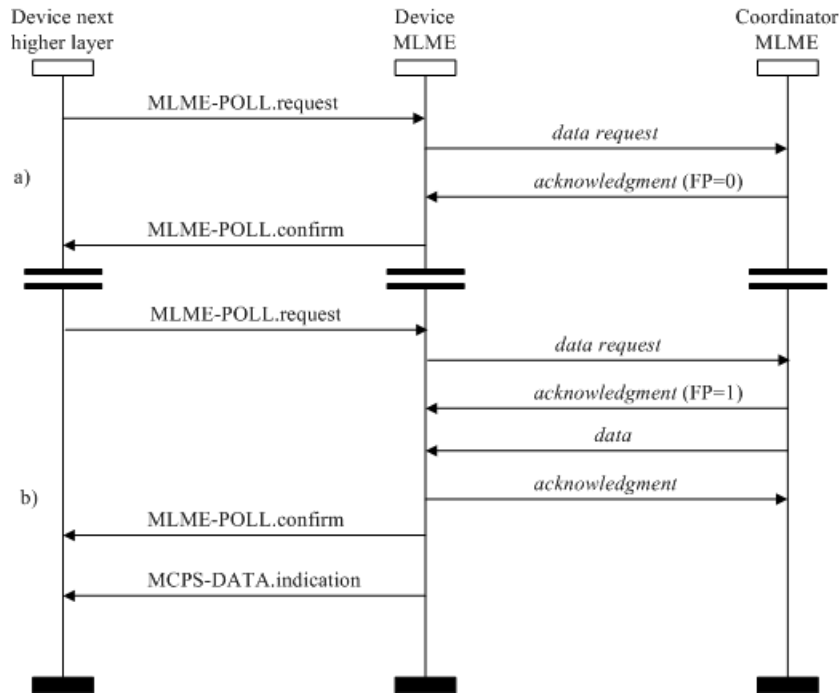 Device next
higher layer
Device
MLME
Coordinator
MLME
MLME-POLL.request
data request
a)
acknowledgment (FP=0)
MLME-POLL.confirm
MLME-POLL.request
data request
acknowledgment (FP=1)
data
acknowledgment
b)
MLME-POLL.confirm
MCPS-DATA.indication